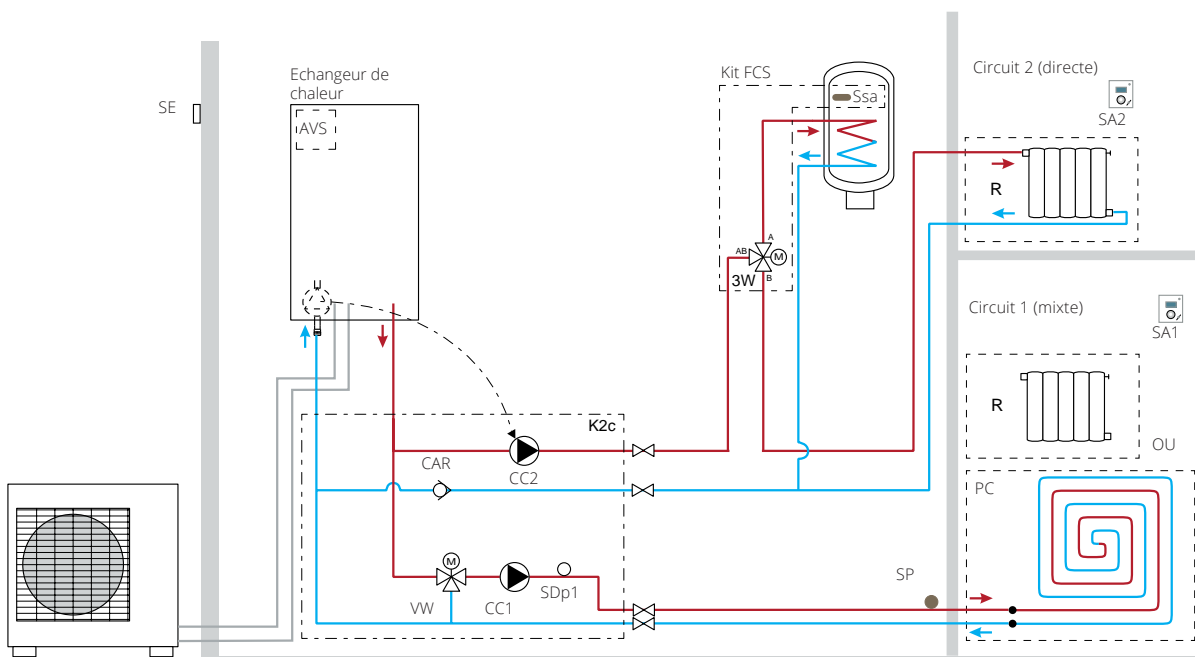 Circuit 2 (directe)
Kit FCS
Echangeur de
chaleur
Ssa
SE
AVS
SA2
R
A
AB
M
3W
B
Circuit 1 (mixte)
SA1
R
K2c
OU
CAR
CC2
PC
M
SP
SDp1
VW
CC1